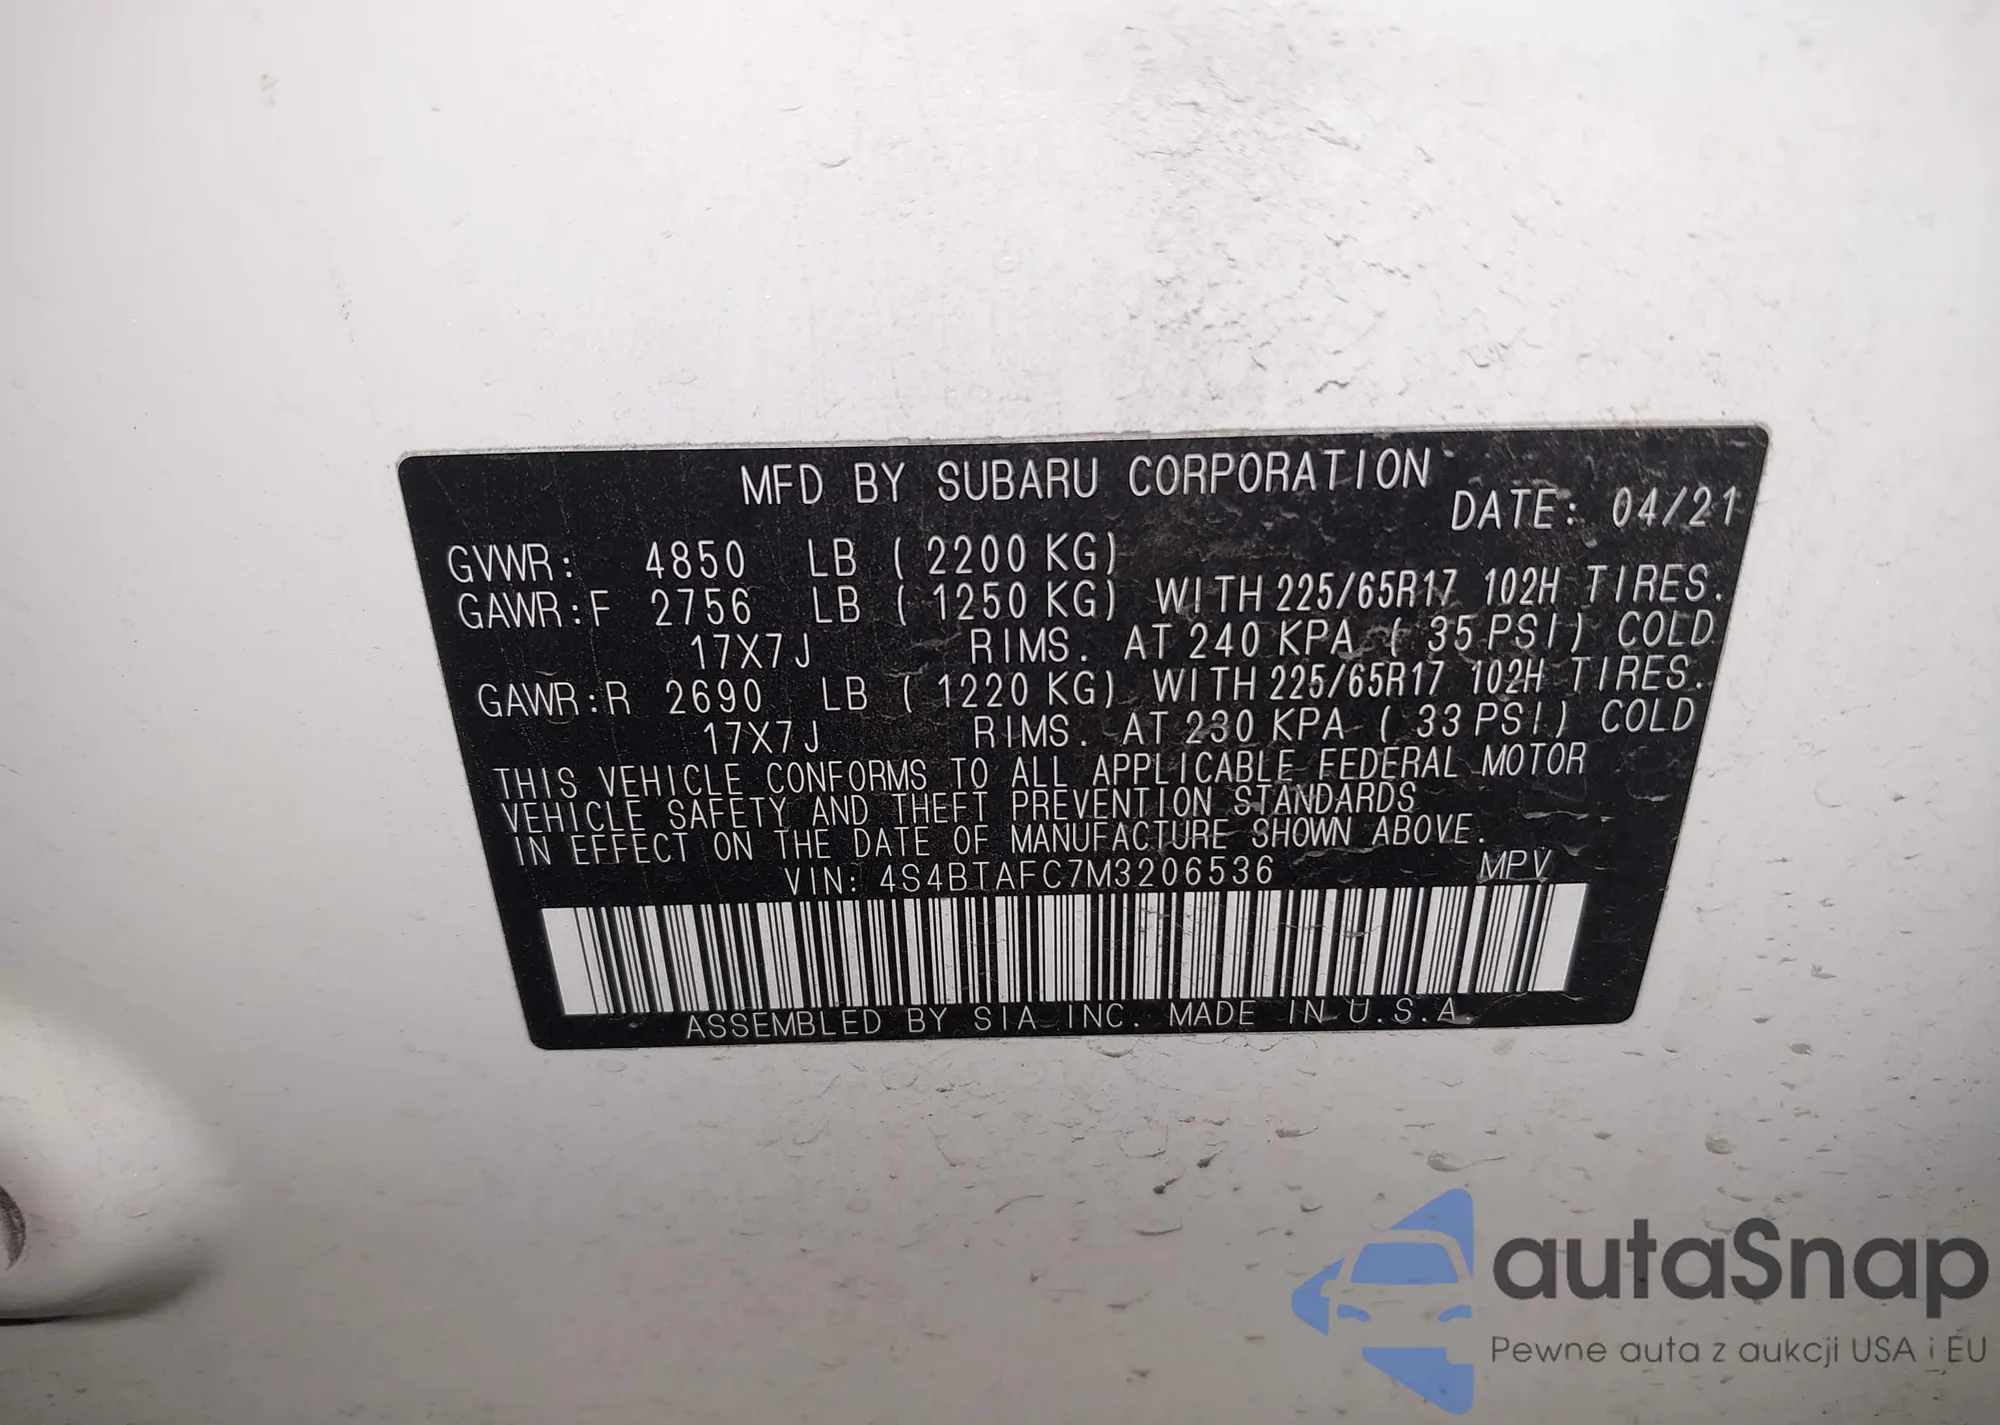 MFD BY SUBARU CORPORATION
DATE: 04/21
GVWR: 4850 LB ( 2200 KG)
GAWR:F 2756 LB ( 1250 KG) WITH 225/65R17 102H TIRES.
17X7J RIMS. AT 240 KPA ( 35 PSI) COLD
GAWR:R 2690 LB ( 1220 KG) WITH 225/65R17 102H TIRES.
17X7J RIMS. AT 230 KPA ( 33 PSI) COLD
THIS VEHICLE CONFORMS TO ALL APPLICABLE FEDERAL MOTOR
VEHICLE SAFETY AND THEFT PREVENTION STANDARDS
IN EFFECT ON THE DATE OF MANUFACTURE SHOWN ABOVE.
VIN: 4S4BTAFC7M3206536 MPV
ASSEMBLED BY SIA INC. MADE IN U.S.A.
autaSnap
Pewne auta z aukcji USA i EU